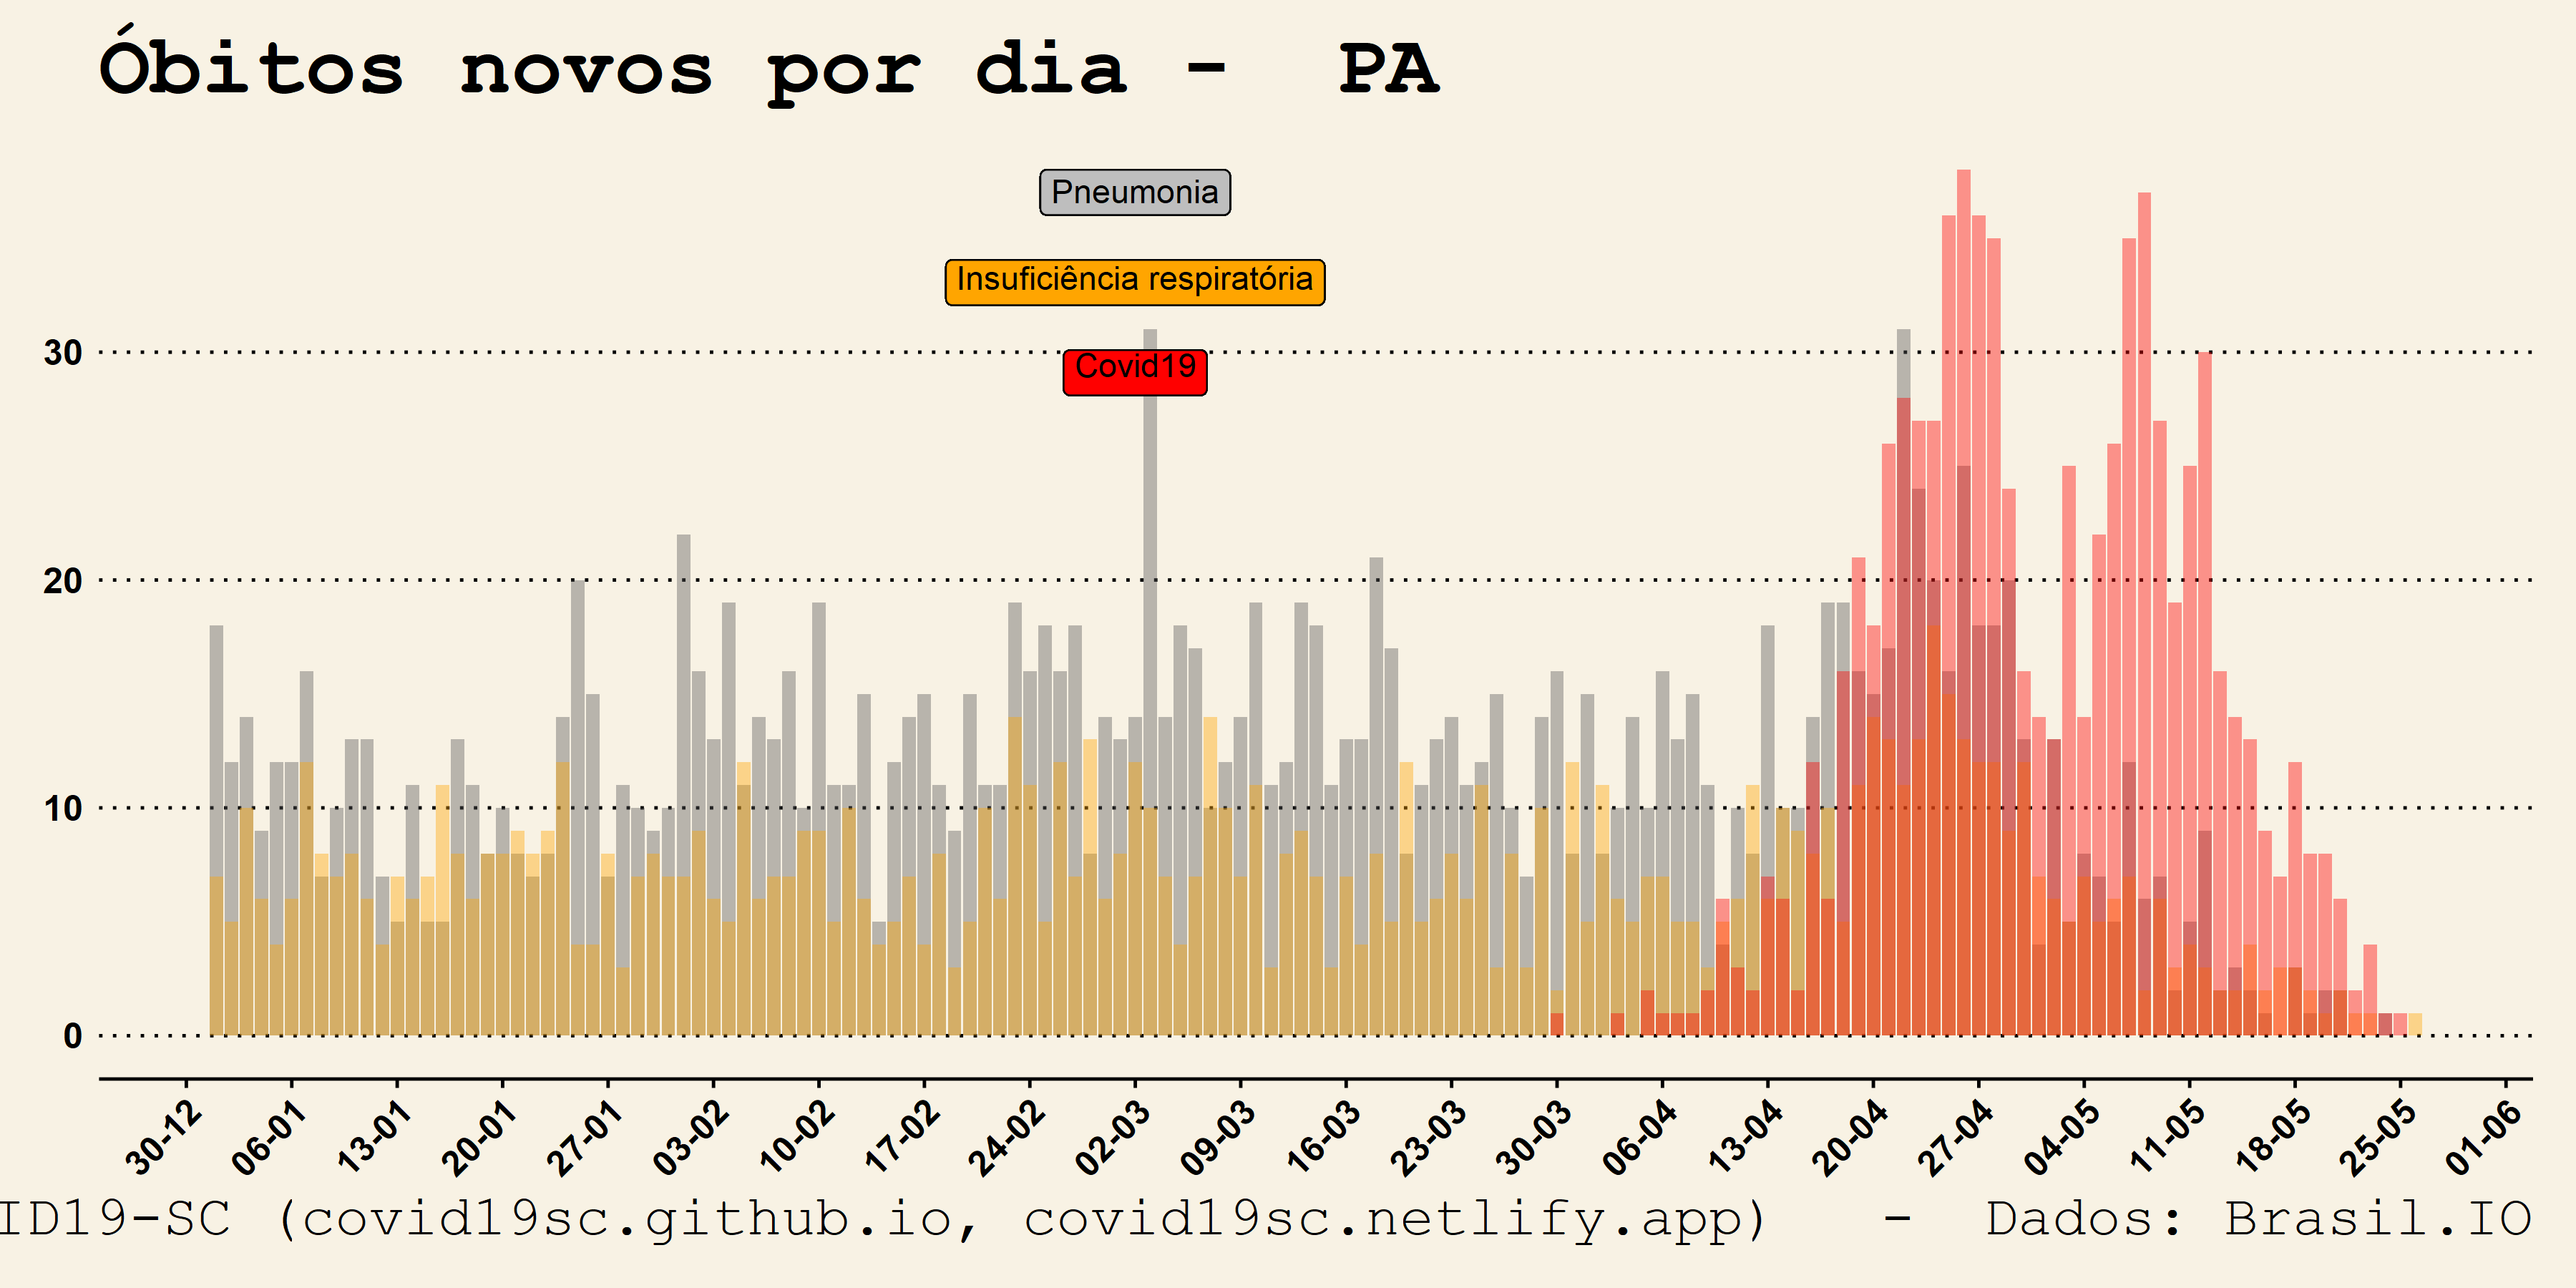 Óbitos novos por dia - PA
Pneumonia
Insuficiência respiratória
Covid19
30
20
10
0
30-12 06-01 13-01 20-01 27-01 03-02 10-02 17-02 24-02 02-03 09-03 16-03 23-03 30-03 06-04 13-04 20-04 27-04 04-05 11-05 18-05 25-05 01-06
ID19-SC (covid19sc.github.io, covid19sc.netlify.app) - Dados: Brasil.IO